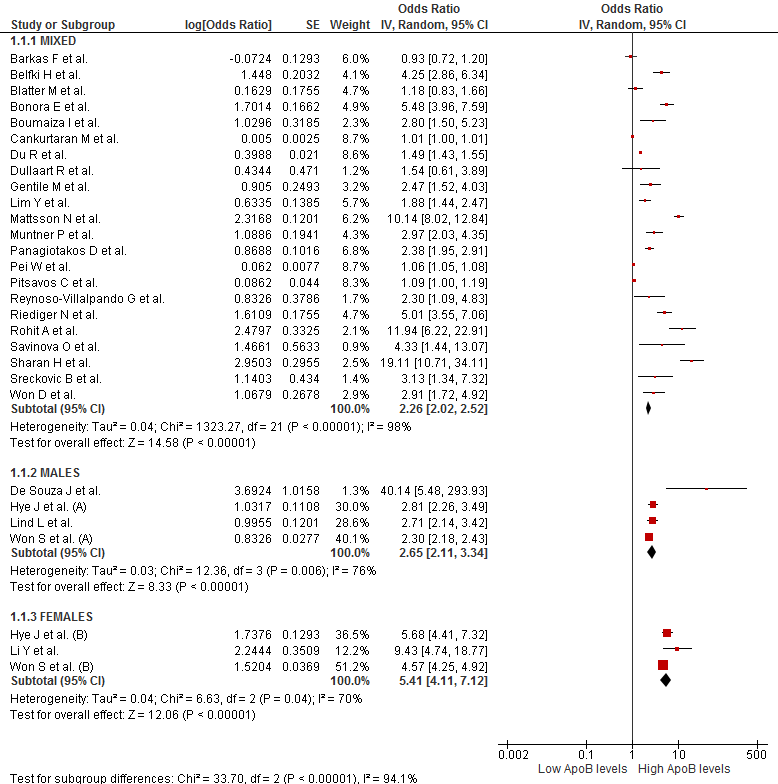 Odds Ratio Odds Ratio
Study or Subgroup log[Odds Ratio] SE Weight IV, Random, 95% CI IV, Random, 95% CI
1.1.1 MIXED
Barkas F et al. -0.0724 0.1293 6.0% 0.93 [0.72, 1.20]
Belfki H et al. 1.448 0.2032 4.1% 4.25 [2.86, 6.34]
Blatter M et al. 0.1629 0.1755 4.8% 1.18 [0.83, 1.66]
Bonora E et al. 1.7014 0.1662 5.0% 5.48 [3.96, 7.59]
Boumaiza I et al. 1.0296 0.3185 2.3% 2.80 [1.50, 5.23]
Cankurtaran M et al. 0.005 0.0025 8.7% 1.01 [1.00, 1.01]
Du R et al. 0.3988 0.021 8.6% 1.49 [1.43, 1.55]
Dullaart R et al. 0.4344 0.471 1.2% 1.54 [0.61, 3.89]
Gentile M et al. 0.905 0.2493 3.2% 2.47 [1.52, 4.03]
Lim Y et al. 0.6335 0.1385 5.8% 1.88 [1.44, 2.47]
Mattsson N et al. 2.3168 0.1201 6.2% 10.14 [8.02, 12.84]
Muntner P et al. 1.0886 0.1941 4.3% 2.97 [2.03, 4.35]
Panagiotakos D et al. 0.8688 0.1016 6.8% 2.38 [1.95, 2.91]
Pei W et al. 0.062 0.0077 8.7% 1.06 [1.05, 1.08]
Pitsavos C et al. 0.0862 0.044 8.3% 1.09 [1.00, 1.19]
Reynoso-Villalpando G et al. 0.8326 0.3786 1.7% 2.30 [1.09, 4.83]
Riediger N et al. 1.6109 0.1755 4.8% 5.01 [3.55, 7.06]
Rohit A et al. 2.4797 0.3325 2.1% 11.94 [6.22, 22.91]
Savinova O et al. 1.4661 0.5633 0.9% 4.33 [1.44, 13.07]
Sharan H et al. 2.9503 0.2955 2.5% 19.11 [10.71, 34.11]
Sreckovic B et al. 1.1403 0.434 1.4% 3.13 [1.34, 7.32]
Won D et al. 1.0679 0.2678 2.9% 2.91 [1.72, 4.92]
Subtotal (95% CI) 100.0% 2.26 [2.02, 2.52]
Heterogeneity: Tau² = 0.04; Chi² = 1323.27, df = 21 (P < 0.00001); I² = 98%
Test for overall effect: Z = 14.58 (P < 0.00001)
1.1.2 MALES
De Souza J et al. 3.6924 1.0158 1.3% 40.14 [5.48, 293.93]
Hye J et al. (A) 1.0317 0.1108 30.0% 2.81 [2.26, 3.49]
Lind L et al. 0.9955 0.1201 28.6% 2.71 [2.14, 3.42]
Won S et al. (A) 0.8326 0.0277 40.1% 2.30 [2.18, 2.43]
Subtotal (95% CI) 100.0% 2.65 [2.11, 3.34]
Heterogeneity: Tau² = 0.03; Chi² = 12.36, df = 3 (P = 0.006); I² = 76%
Test for overall effect: Z = 8.33 (P < 0.00001)
1.1.3 FEMALES
Hye J et al. (B) 1.7376 0.1293 36.5% 5.68 [4.41, 7.32]
Li Y et al. 2.2444 0.3509 12.2% 9.43 [4.74, 18.77]
Won S et al. (B) 1.5204 0.0369 51.2% 4.57 [4.25, 4.92]
Subtotal (95% CI) 100.0% 5.41 [4.11, 7.12]
Heterogeneity: Tau² = 0.04; Chi² = 6.63, df = 2 (P = 0.04); I² = 70%
Test for overall effect: Z = 12.06 (P < 0.00001)
0.002 0.1 1 10 500
Low ApoB levels High ApoB levels
Test for subgroup differences: Chi² = 33.70, df = 2 (P < 0.00001), I² = 94.1%